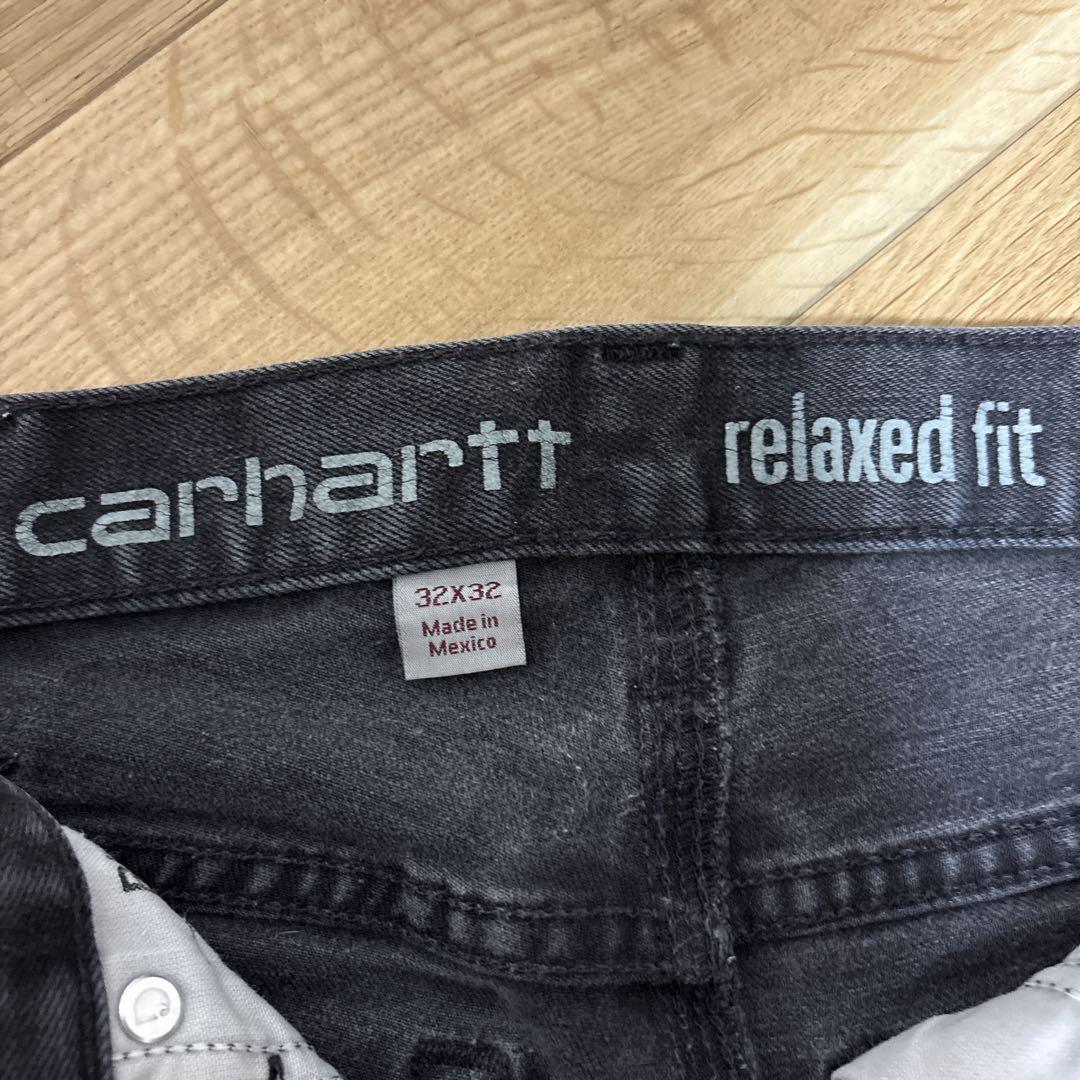 carhartt relaxed fit
32X32
Made in
Mexico